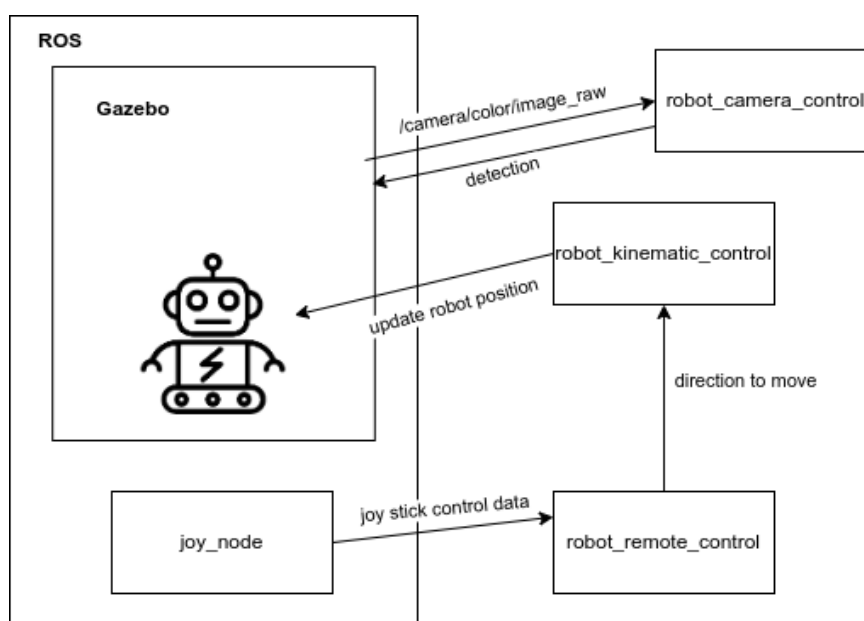 ROS
Gazebo
/camera/color/image_raw
robot_camera_control
detection
robot_kinematic_control
update robot position
direction to move
joy stick control data
joy_node
robot_remote_control